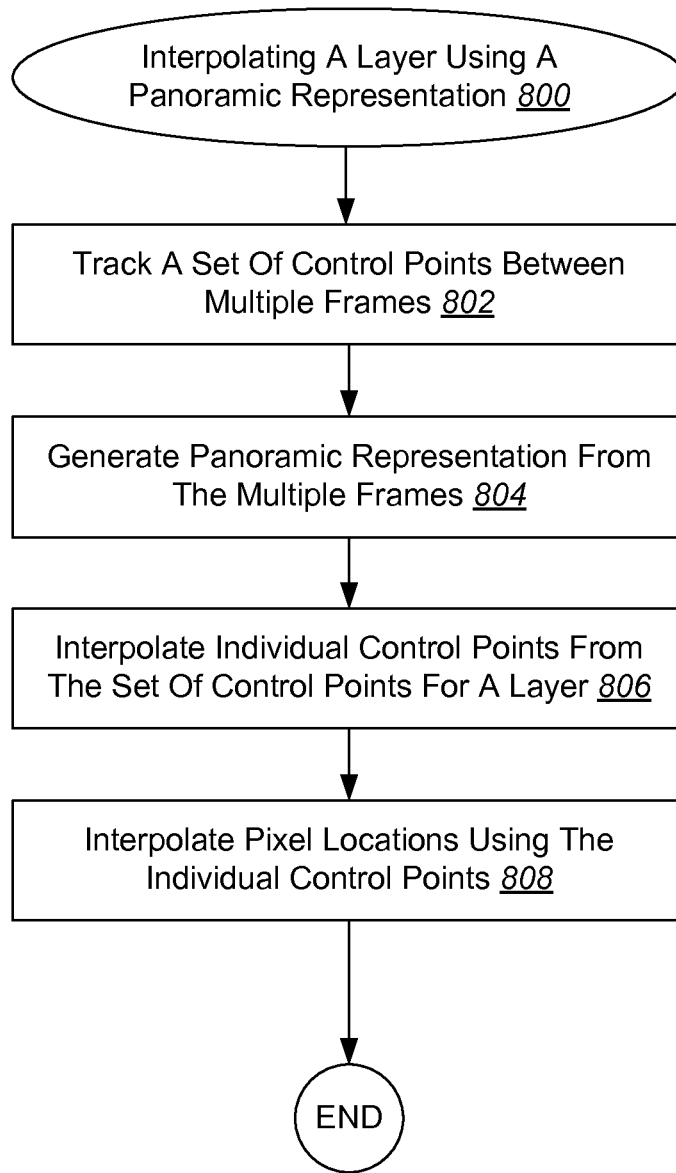 Interpolating A Layer Using A
Panoramic Representation 800
Track A Set Of Control Points Between
Multiple Frames 802
Generate Panoramic Representation From
The Multiple Frames 804
Interpolate Individual Control Points From
The Set Of Control Points For A Layer 806
Interpolate Pixel Locations Using The
Individual Control Points 808
END